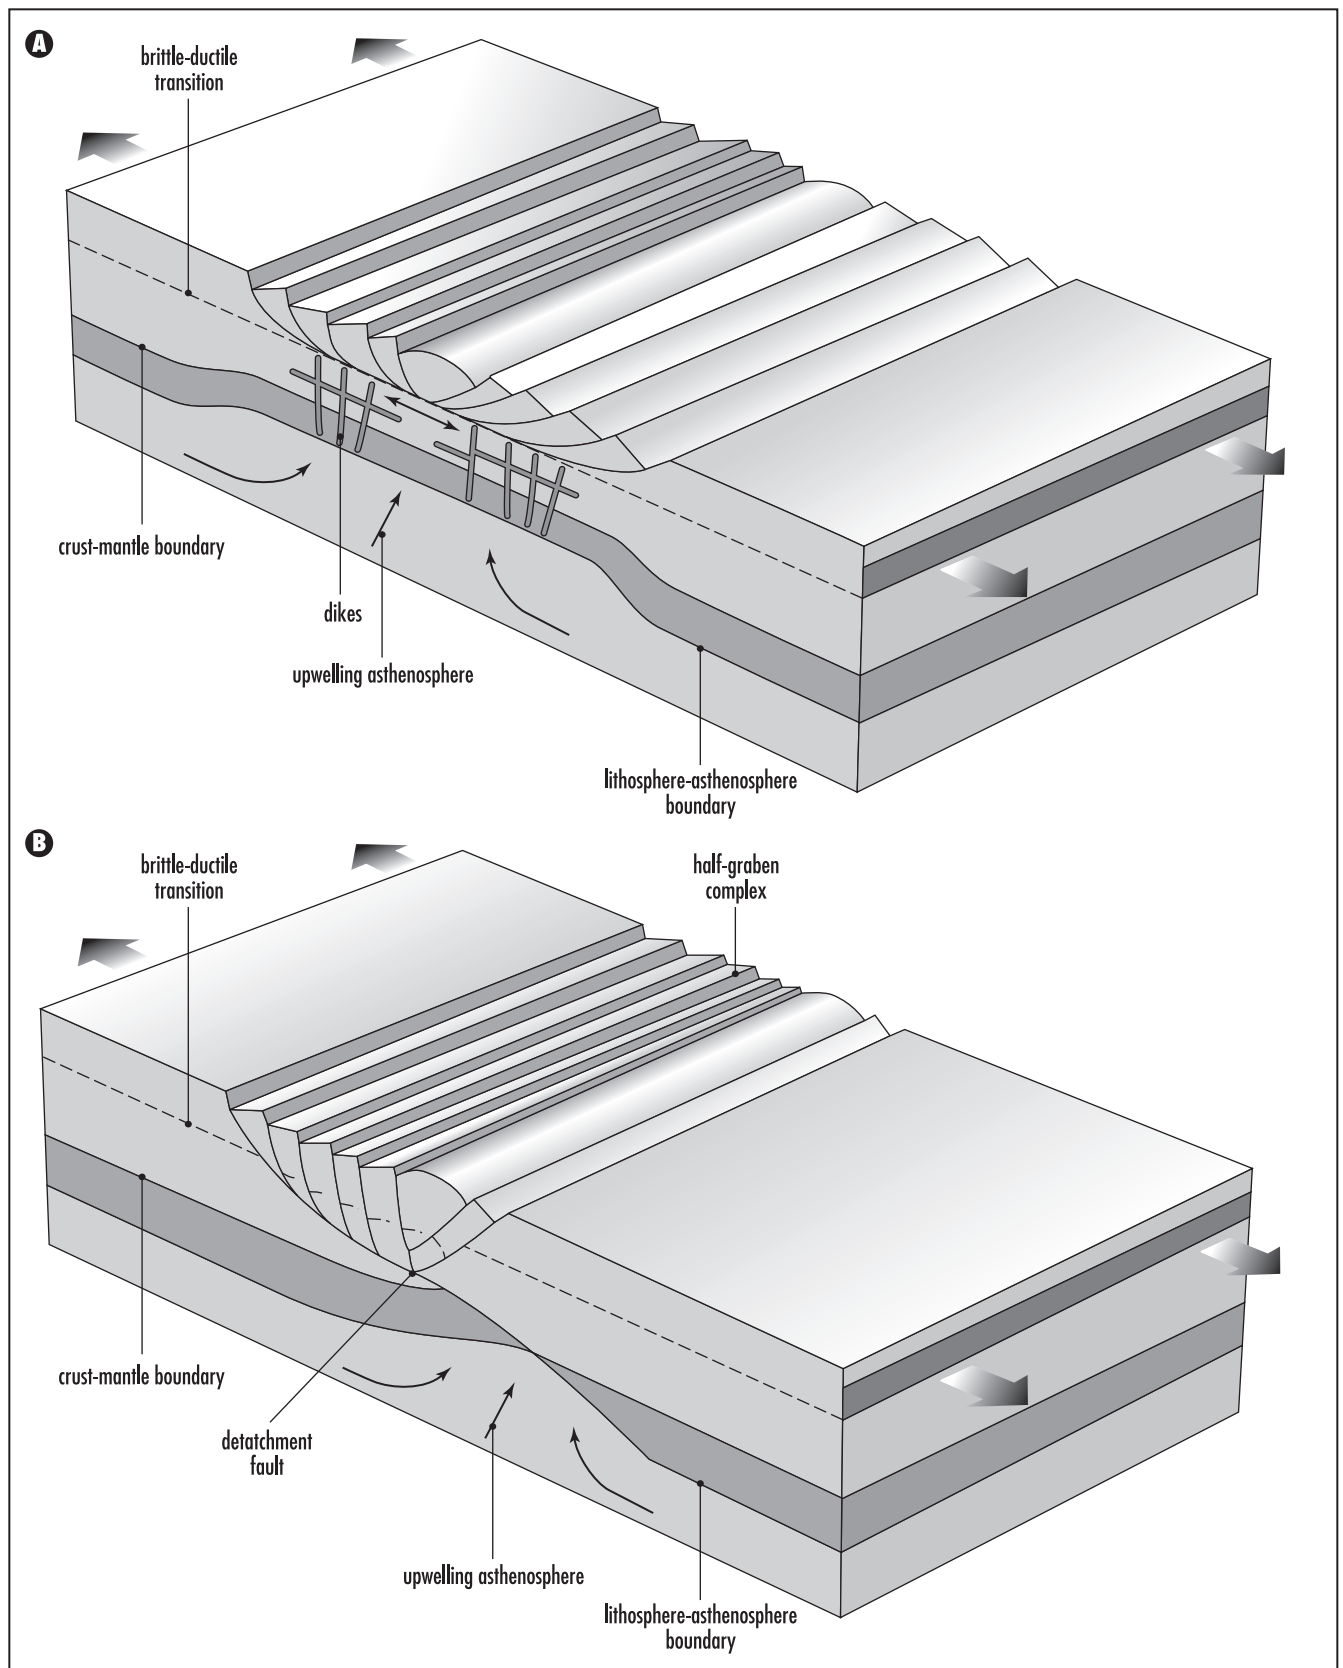 A
brittle-ductile
transition
crust-mantle boundary
dikes
upwelling asthenosphere
lithosphere-asthenosphere
boundary
B
brittle-ductile
transition
half-graben
complex
crust-mantle boundary
detatchment
fault
upwelling asthenosphere
lithosphere-asthenosphere
boundary